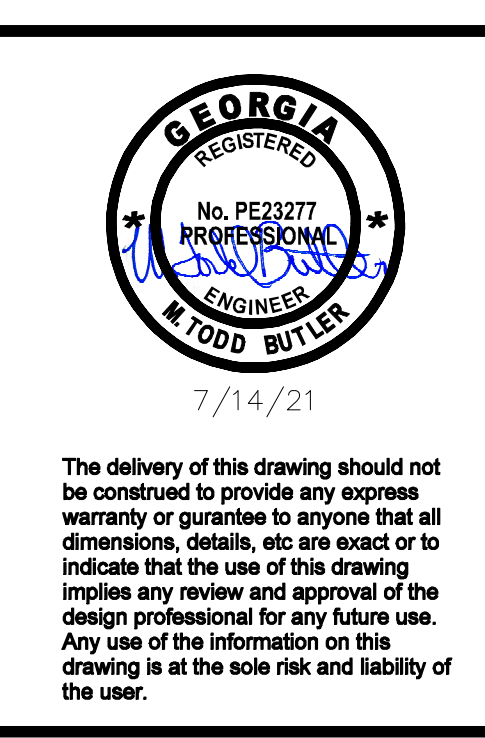 GEORGIA
REGISTERED
No. PE23277
PROFESSIONAL
M. Todd Butler
ENGINEER
M. TODD BUTLER
7/14/21
The delivery of this drawing should not
be construed to provide any express
warranty or gurantee to anyone that all
dimensions, details, etc are exact or to
indicate that the use of this drawing
implies any review and approval of the
design professional for any future use.
Any use of the information on this
drawing is at the sole risk and liability of
the user.